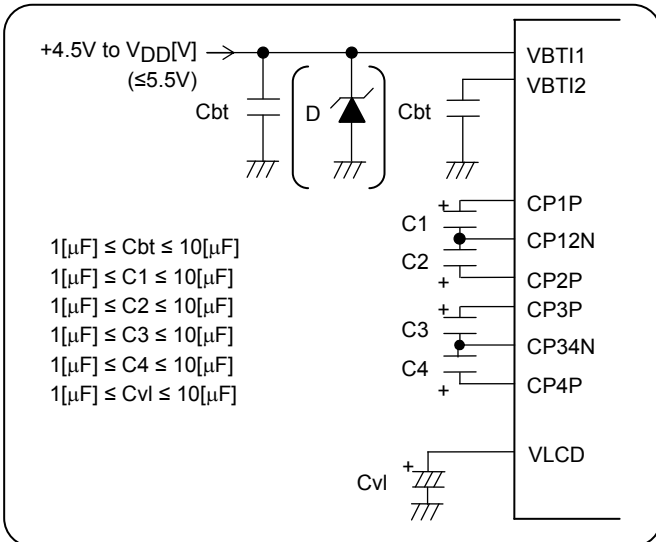 +4.5V to VDD[V]
(≤5.5V)
Cbt
D
Cbt
VBTI1
VBTI2
+
C1
C2
+
CP1P
CP12N
CP2P
+
C3
C4
+
CP3P
CP34N
CP4P
1[μF] ≤ Cbt ≤ 10[μF]
1[μF] ≤ C1 ≤ 10[μF]
1[μF] ≤ C2 ≤ 10[μF]
1[μF] ≤ C3 ≤ 10[μF]
1[μF] ≤ C4 ≤ 10[μF]
1[μF] ≤ Cvl ≤ 10[μF]
+
Cvl
VLCD